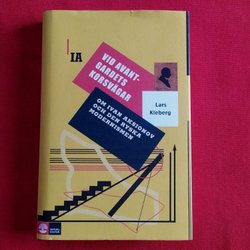 IA
VID AVANT-
GARDETS
KORSVÄGAR
Lars
Kleberg
OM IVAN AKSIONOV
OCH DEN RYSKA
MODERNISMEN